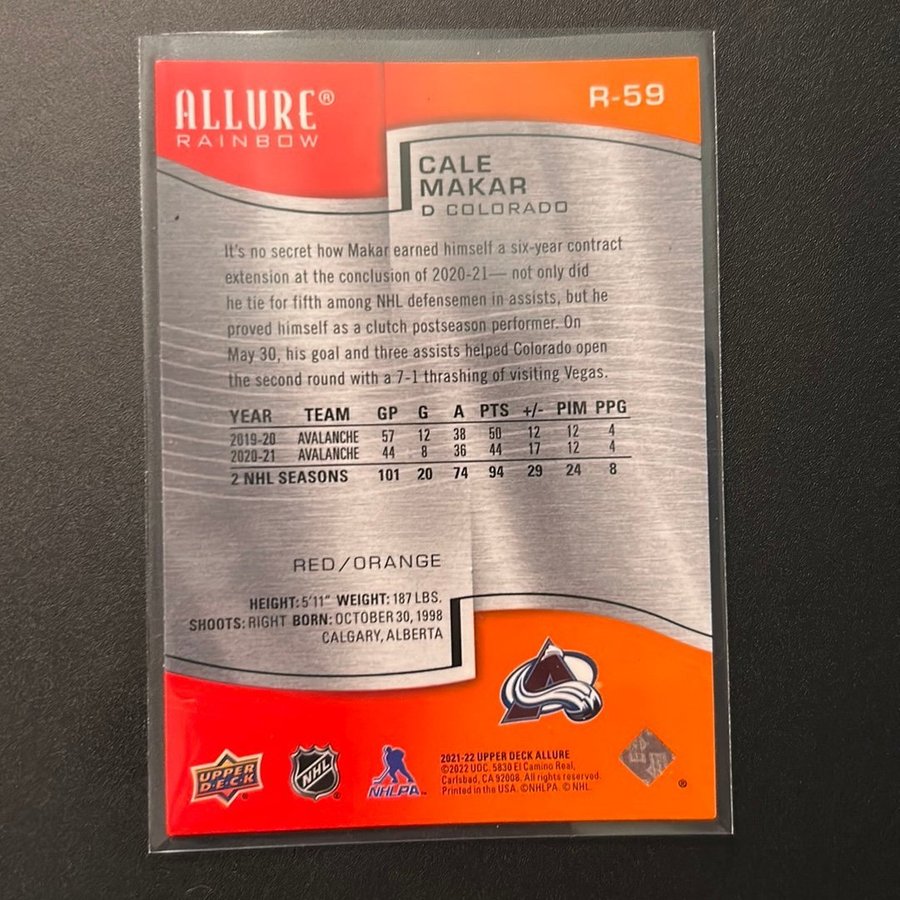 ALLURE®
RAINBOW
R-59
CALE
MAKAR
D COLORADO
It's no secret how Makar earned himself a six-year contract
extension at the conclusion of 2020-21— not only did
he tie for fifth among NHL defensemen in assists, but he
proved himself as a clutch postseason performer. On
May 30, his goal and three assists helped Colorado open
the second round with a 7-1 thrashing of visiting Vegas.
YEAR TEAM GP G A PTS +/- PIM PPG
2019-20 AVALANCHE 57 12 38 50 12 12 4
2020-21 AVALANCHE 44 8 36 44 17 12 4
2 NHL SEASONS 101 20 74 94 29 24 8
RED/ORANGE
HEIGHT: 5'11" WEIGHT: 187 LBS.
SHOOTS: RIGHT BORN: OCTOBER 30, 1998
CALGARY, ALBERTA
A
UPPER
D·E·C·K
NHL
NHLPA
2021-22 UPPER DECK ALLURE
©2022 UDC. 5830 El Camino Real,
Carlsbad, CA 92008. All rights reserved.
Printed in the USA. ©NHLPA. © NHL.
®